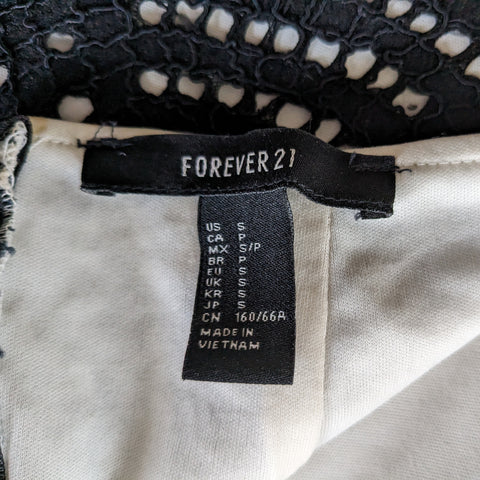 FOREVER 21
US S
CA P
MX S/P
BR P
EU S
UK S
KR S
JP S
CN 160/66A
MADE IN
VIETNAM